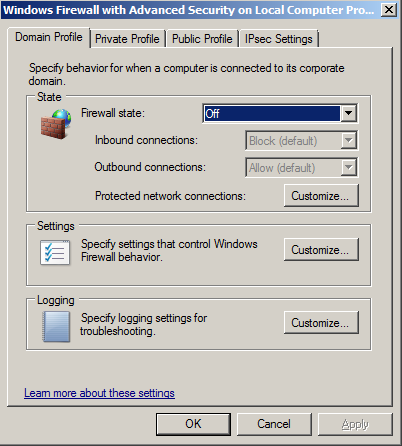 Windows Firewall with Advanced Security on Local Computer Pro...
Domain Profile Private Profile Public Profile IPsec Settings
Specify behavior for when a computer is connected to its corporate
domain.
State
Firewall state: Off
Inbound connections: Block (default)
Outbound connections: Allow (default)
Protected network connections: Customize...
Settings
Specify settings that control Windows
Firewall behavior.
Customize...
Logging
Specify logging settings for
troubleshooting.
Customize...
Learn more about these settings
OK Cancel Apply